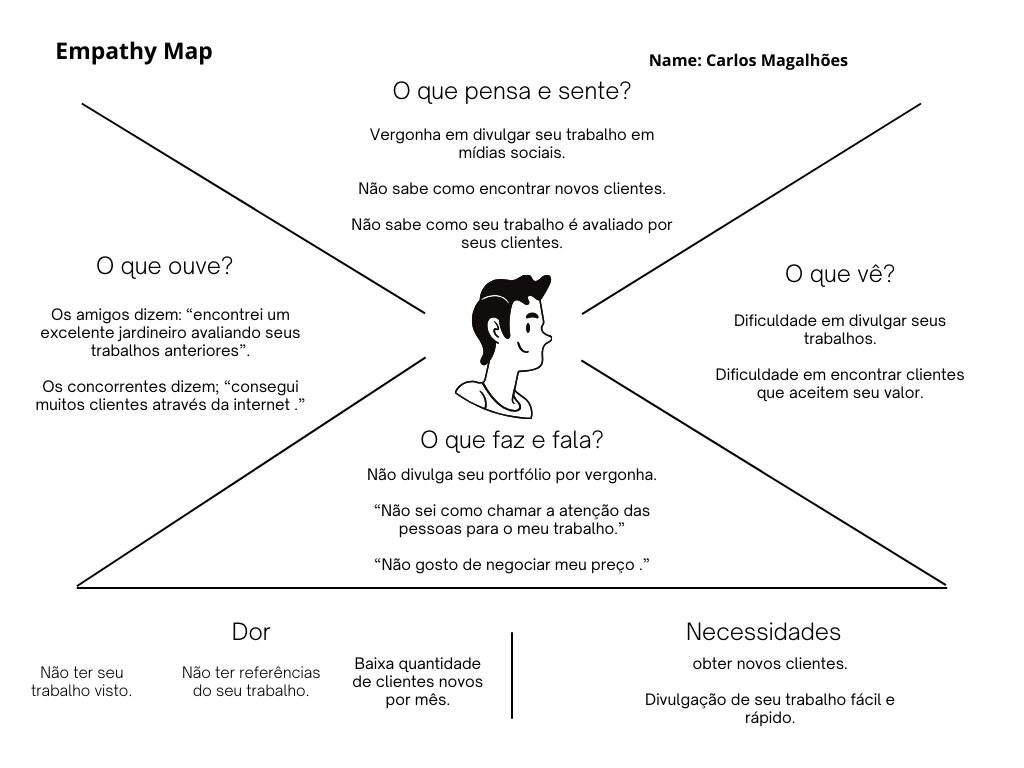 Empathy Map
Name: Carlos Magalhões
O que pensa e sente?
Vergonha em divulgar seu trabalho em
mídias sociais.
Não sabe como encontrar novos clientes.
Não sabe como seu trabalho é avaliado por
seus clientes.
O que ouve?
Os amigos dizem: “encontrei um
excelente jardineiro avaliando seus
trabalhos anteriores”.
Os concorrentes dizem; “consegui
muitos clientes através da internet .”
O que vê?
Dificuldade em divulgar seus
trabalhos.
Dificuldade em encontrar clientes
que aceitem seu valor.
O que faz e fala?
Não divulga seu portfólio por vergonha.
“Não sei como chamar a atenção das
pessoas para o meu trabalho.”
“Não gosto de negociar meu preço .”
Dor
Não ter seu
trabalho visto.
Não ter referências
do seu trabalho.
Baixa quantidade
de clientes novos
por mês.
Necessidades
obter novos clientes.
Divulgação de seu trabalho fácil e
rápido.